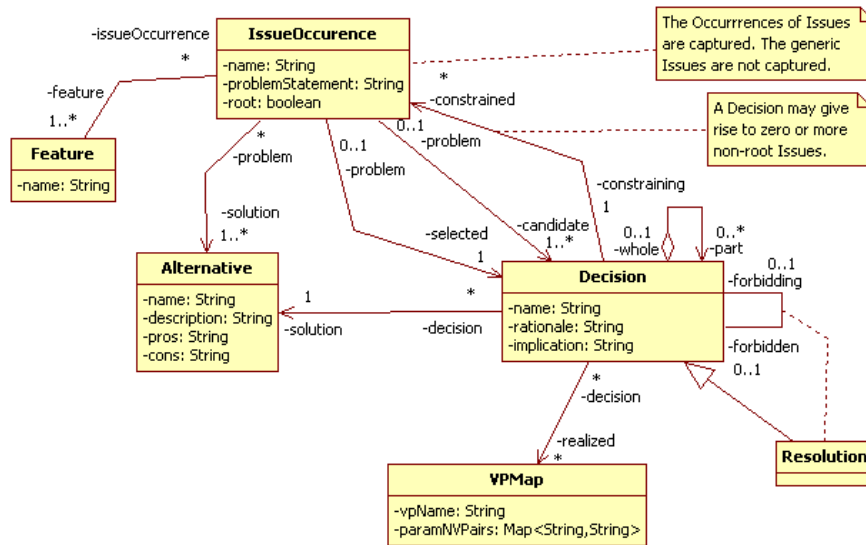 -issueOccurrence
*
IssueOccurence
-name: String
-problemStatement: String
-root: boolean
The Occurrrences of Issues
are captured. The generic
Issues are not captured.
-feature
1..*
Feature
-name: String
*
-constrained
A Decision may give
rise to zero or more
non-root Issues.
*
-problem
0..1
-problem
0..1
-problem
-constraining
1
-solution
1..*
-selected
1
-candidate
1..*
0..1
-whole
0..*
-part
Alternative
-name: String
-description: String
-pros: String
-cons: String
1
-solution
*
-decision
Decision
-name: String
-rationale: String
-implication: String
0..1
-forbidding
-forbidden
0..1
*
-decision
-realized
*
Resolution
VPMap
-vpName: String
-paramNVPairs: Map<String,String>